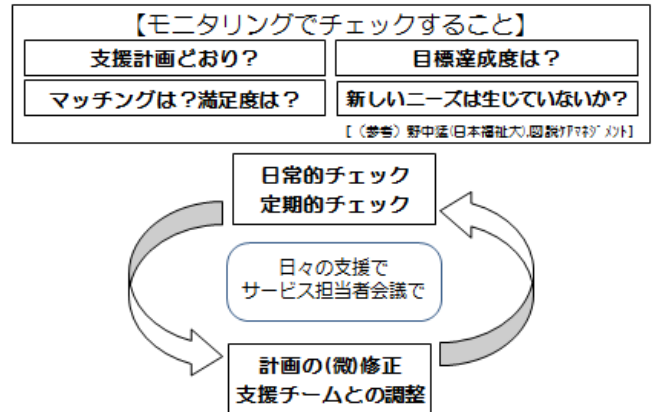 【モニタリングでチェックすること】
支援計画どおり？
目標達成度は？
マッチングは？満足度は？
新しいニーズは生じていないか？
[（参考）野中猛(日本福祉大),図説ｹｱﾏﾈｼﾞﾒﾝﾄ]
日常的チェック
定期的チェック
日々の支援で
サービス担当者会議で
計画の(微)修正
支援チームとの調整